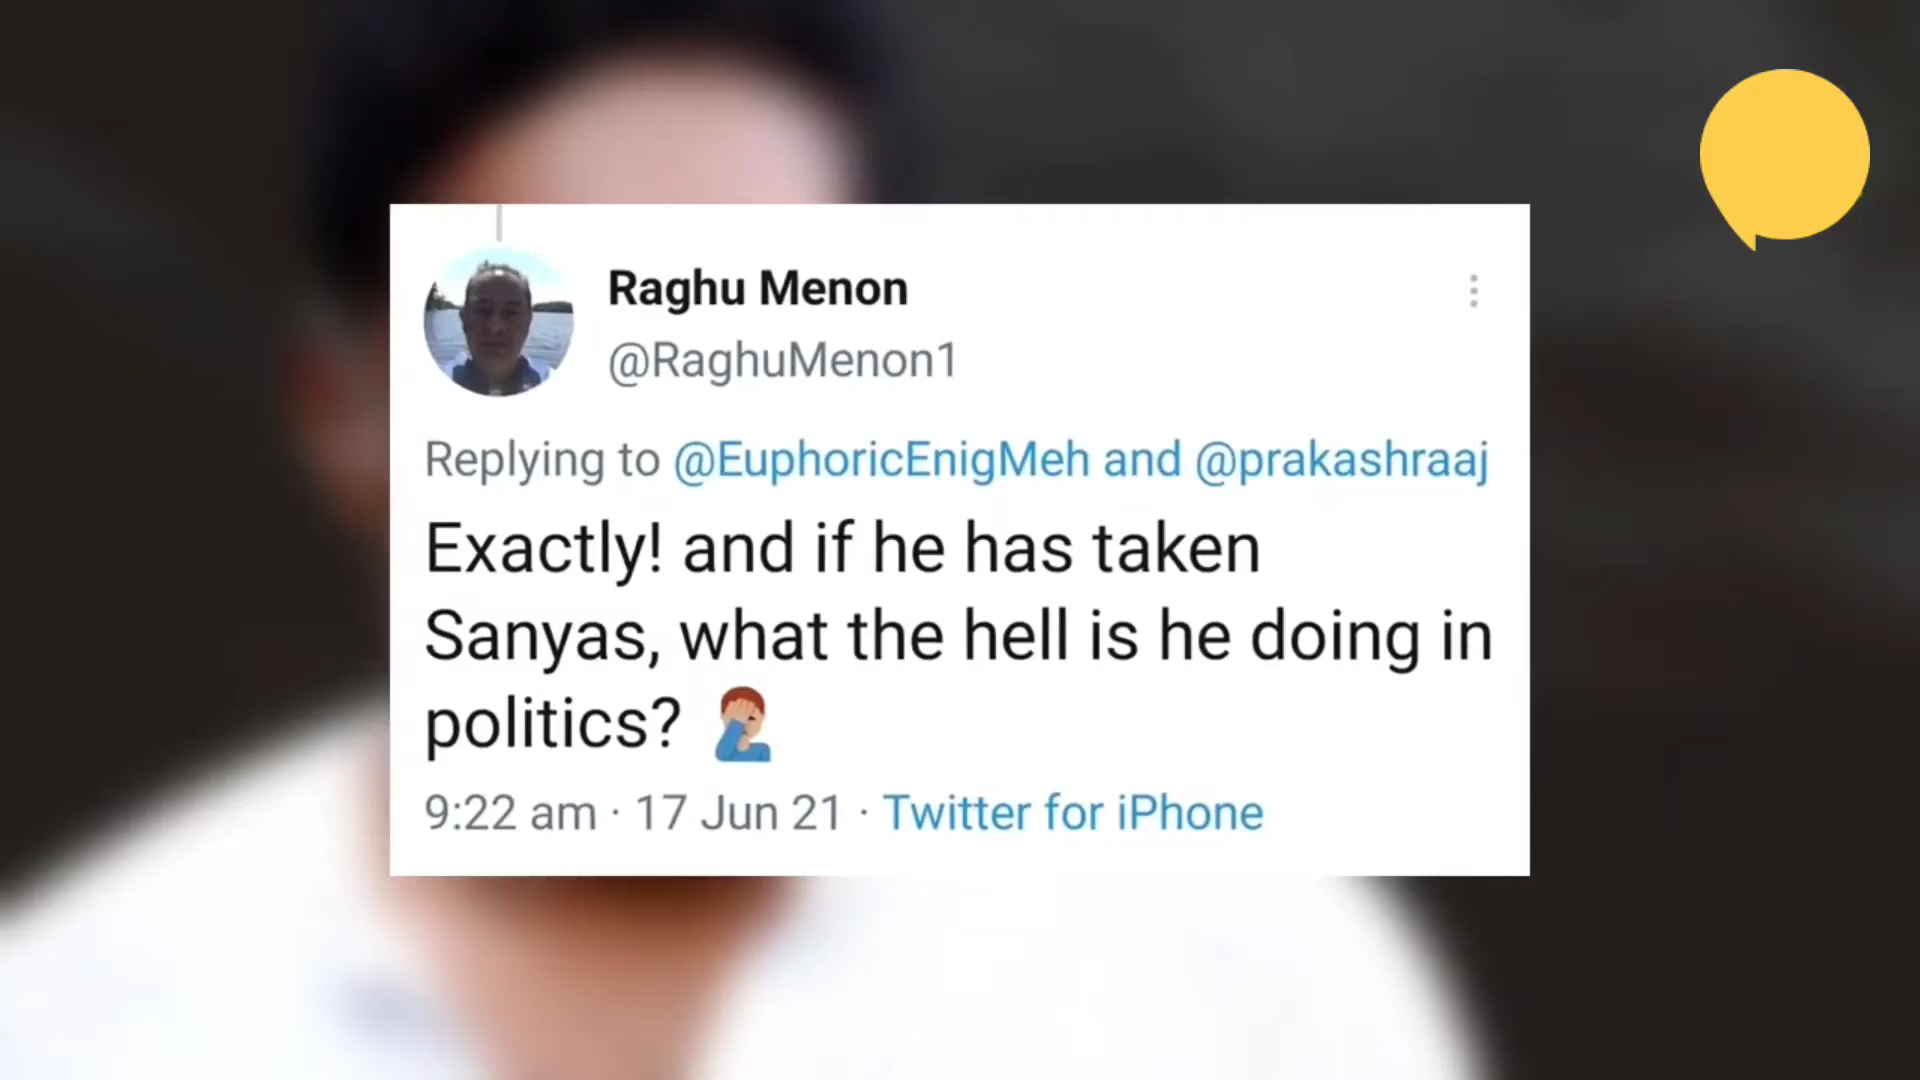 Raghu Menon
@RaghuMenon1
Replying to @EuphoricEnigMeh and @prakashraaj
Exactly! and if he has taken
Sanyas, what the hell is he doing in
politics? 🤦🏽‍♂️
9:22 am · 17 Jun 21 · Twitter for iPhone